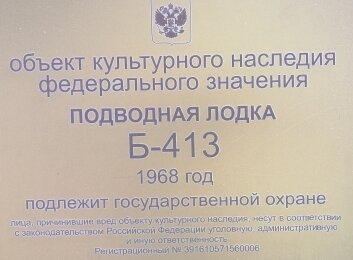 объект культурного наследия
федерального значения
ПОДВОДНАЯ ЛОДКА
Б-413
1968 год
подлежит государственной охране
лица, причинившие вред объекту культурного наследия, несут в соответствии
с законодательством Российской Федерации уголовную административную
и иную ответственность
Регистрационный № 391610571560006